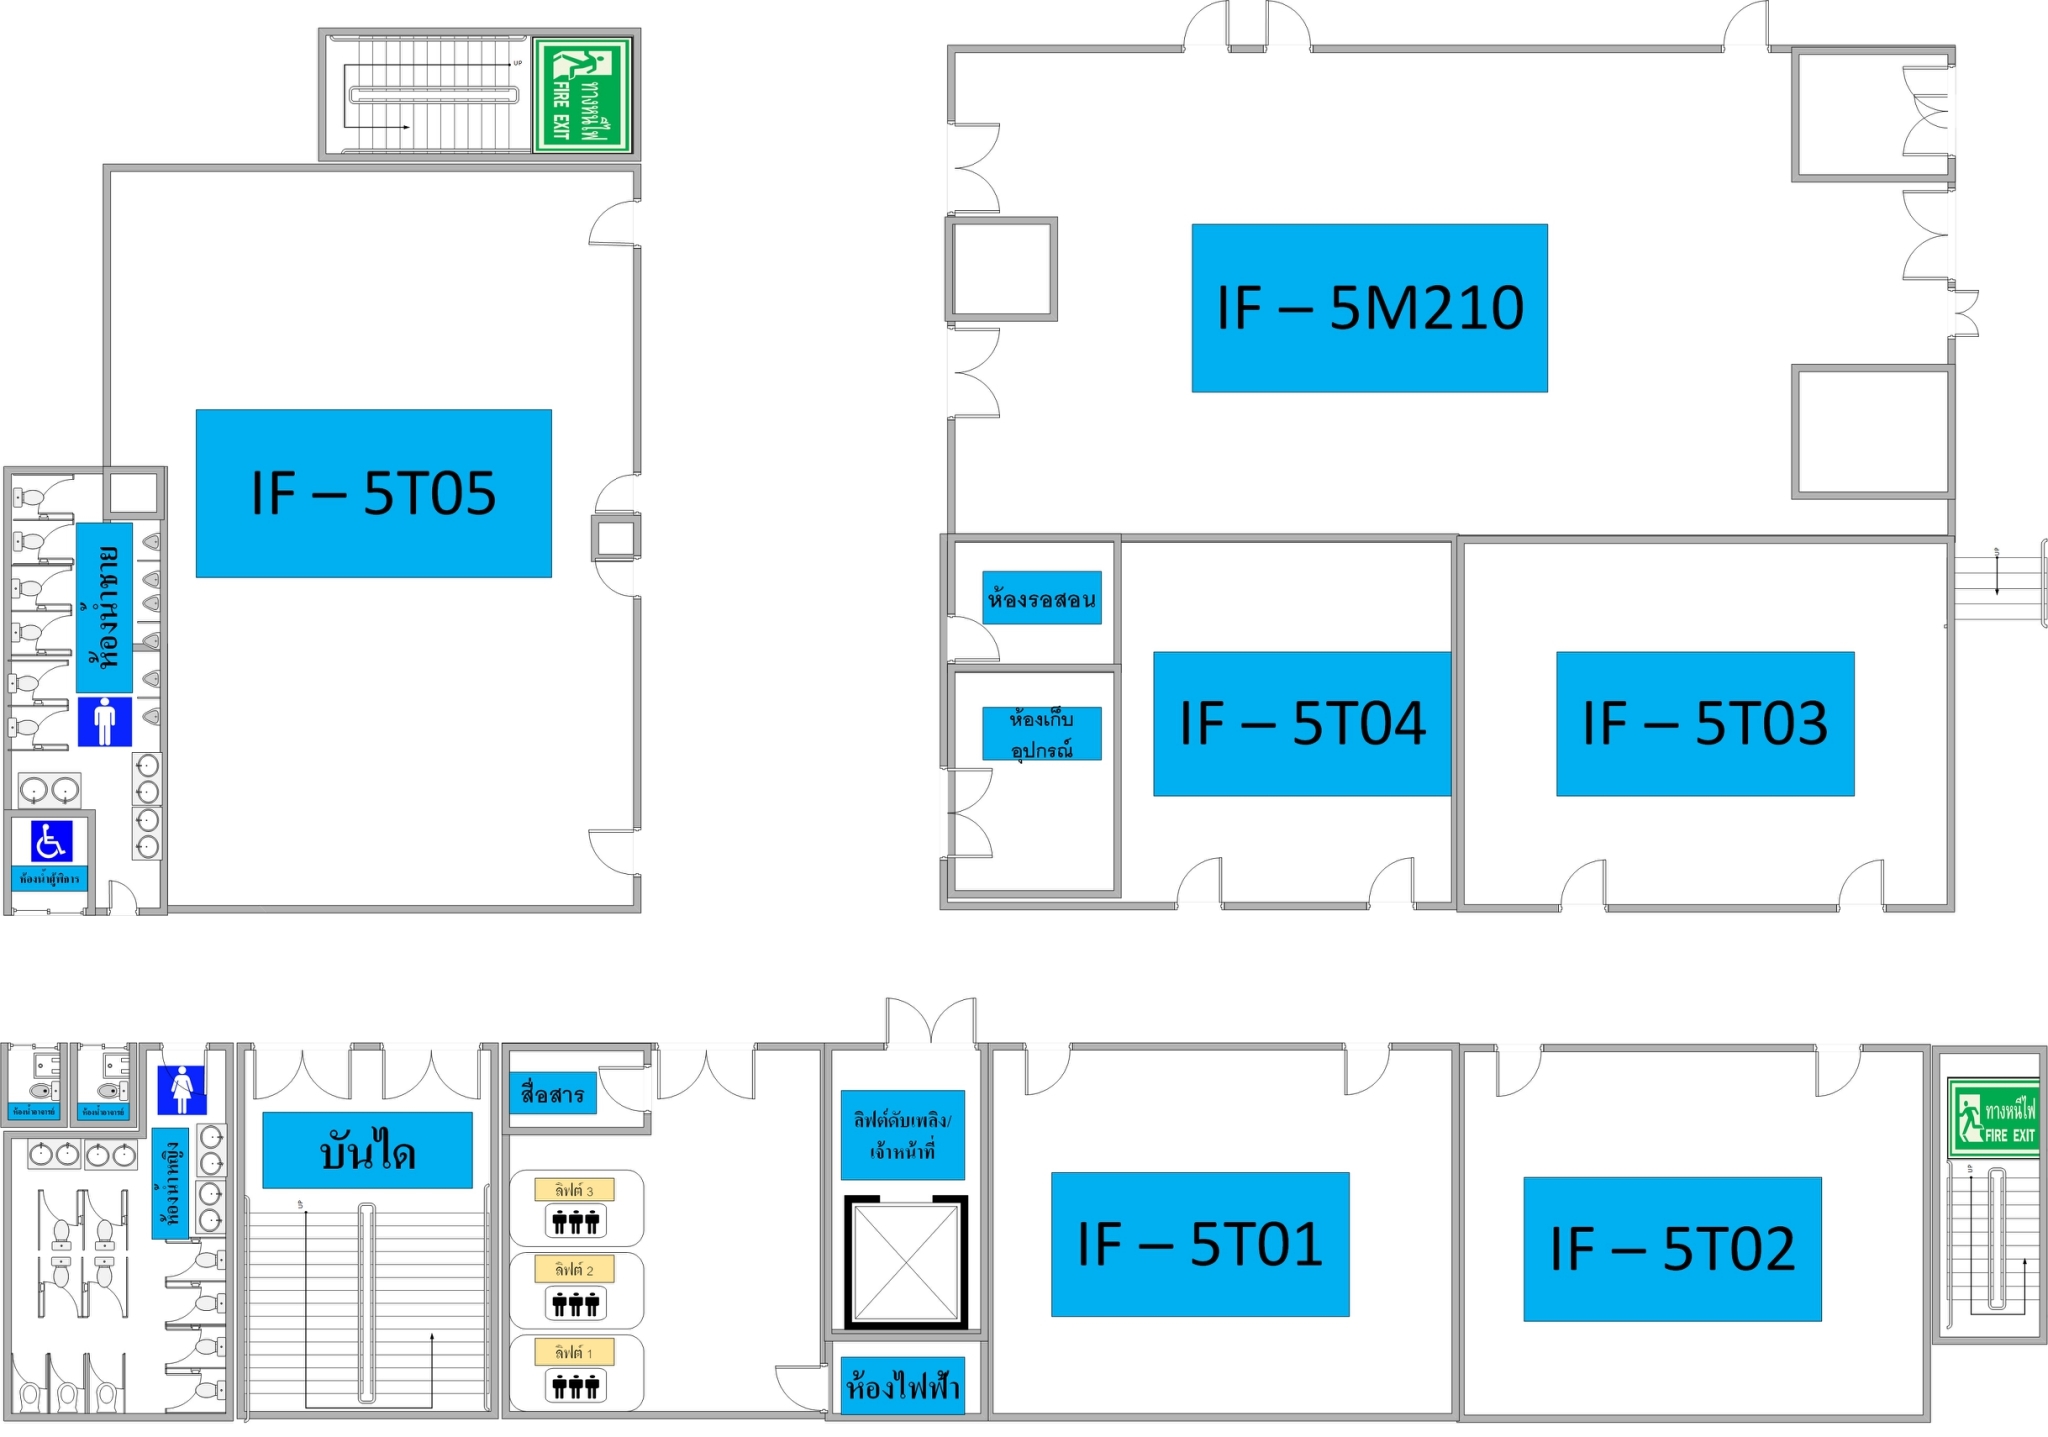 UP
ทางหนีไฟ
FIRE EXIT
IF – 5M210
IF – 5T05
ห้องน้ำชาย
ห้องน้ำผู้พิการ
UP
ห้องรอสอน
ห้องเก็บ
อุปกรณ์
IF – 5T04
IF – 5T03
ห้องน้ำอาจารย์
ห้องน้ำอาจารย์
ห้องน้ำหญิง
บันได
UP
สื่อสาร
ลิฟต์ 3
ลิฟต์ 2
ลิฟต์ 1
ลิฟต์ดับเพลิง/
เจ้าหน้าที่
ห้องไฟฟ้า
IF – 5T01
IF – 5T02
ทางหนีไฟ
FIRE EXIT
UP